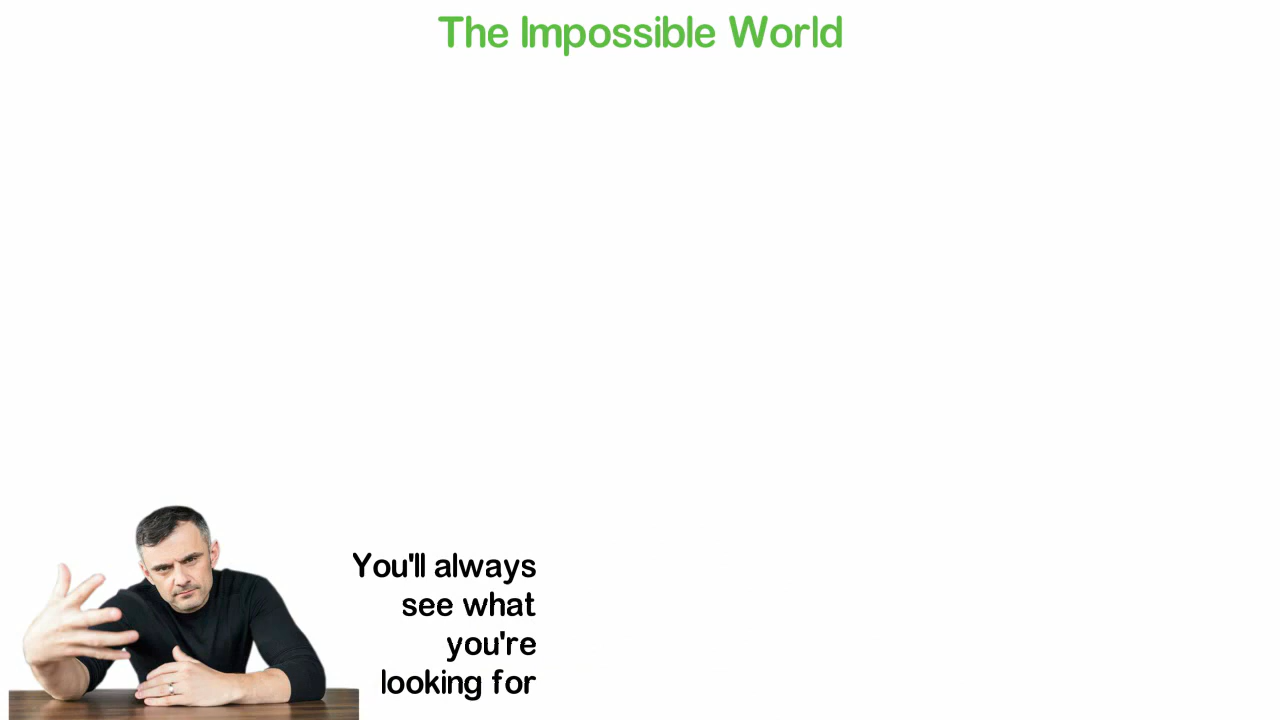 The Impossible World
You'll always
see what
you're
looking for